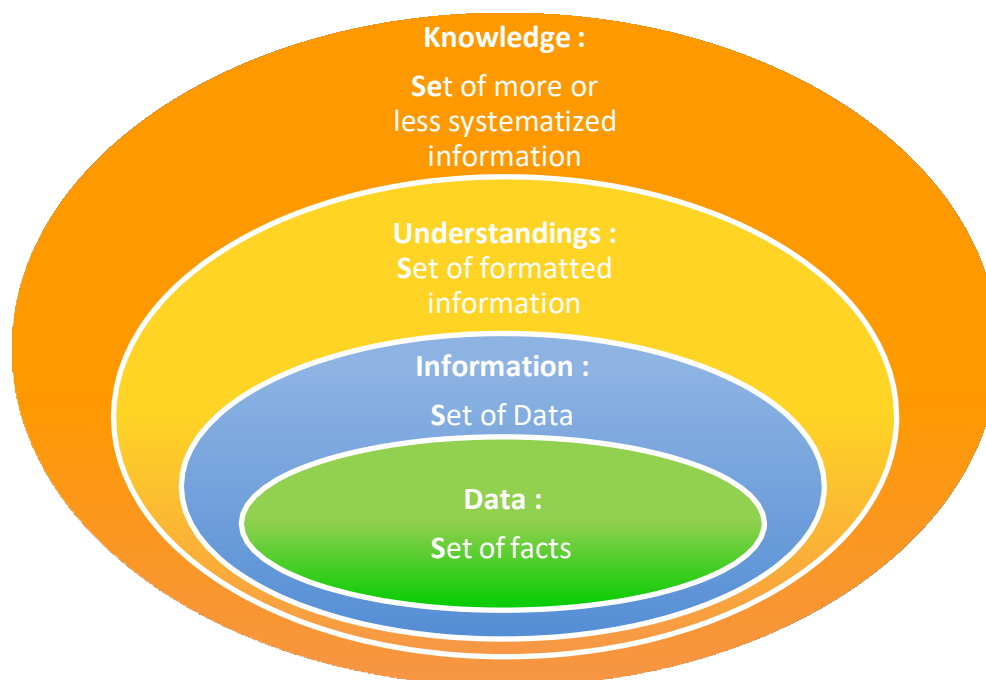 Knowledge :
Set of more or
less systematized
information
Understandings :
Set of formatted
information
Information :
Set of Data
Data :
Set of facts